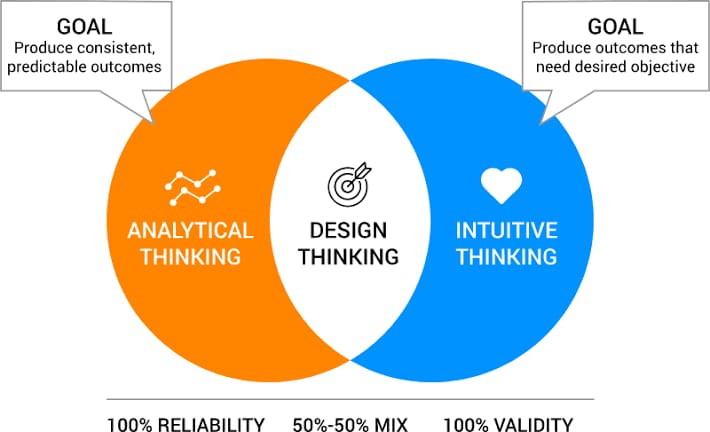 GOAL
Produce consistent,
predictable outcomes
GOAL
Produce outcomes that
need desired objective
ANALYTICAL
THINKING
DESIGN
THINKING
INTUITIVE
THINKING
100% RELIABILITY
50%-50% MIX
100% VALIDITY